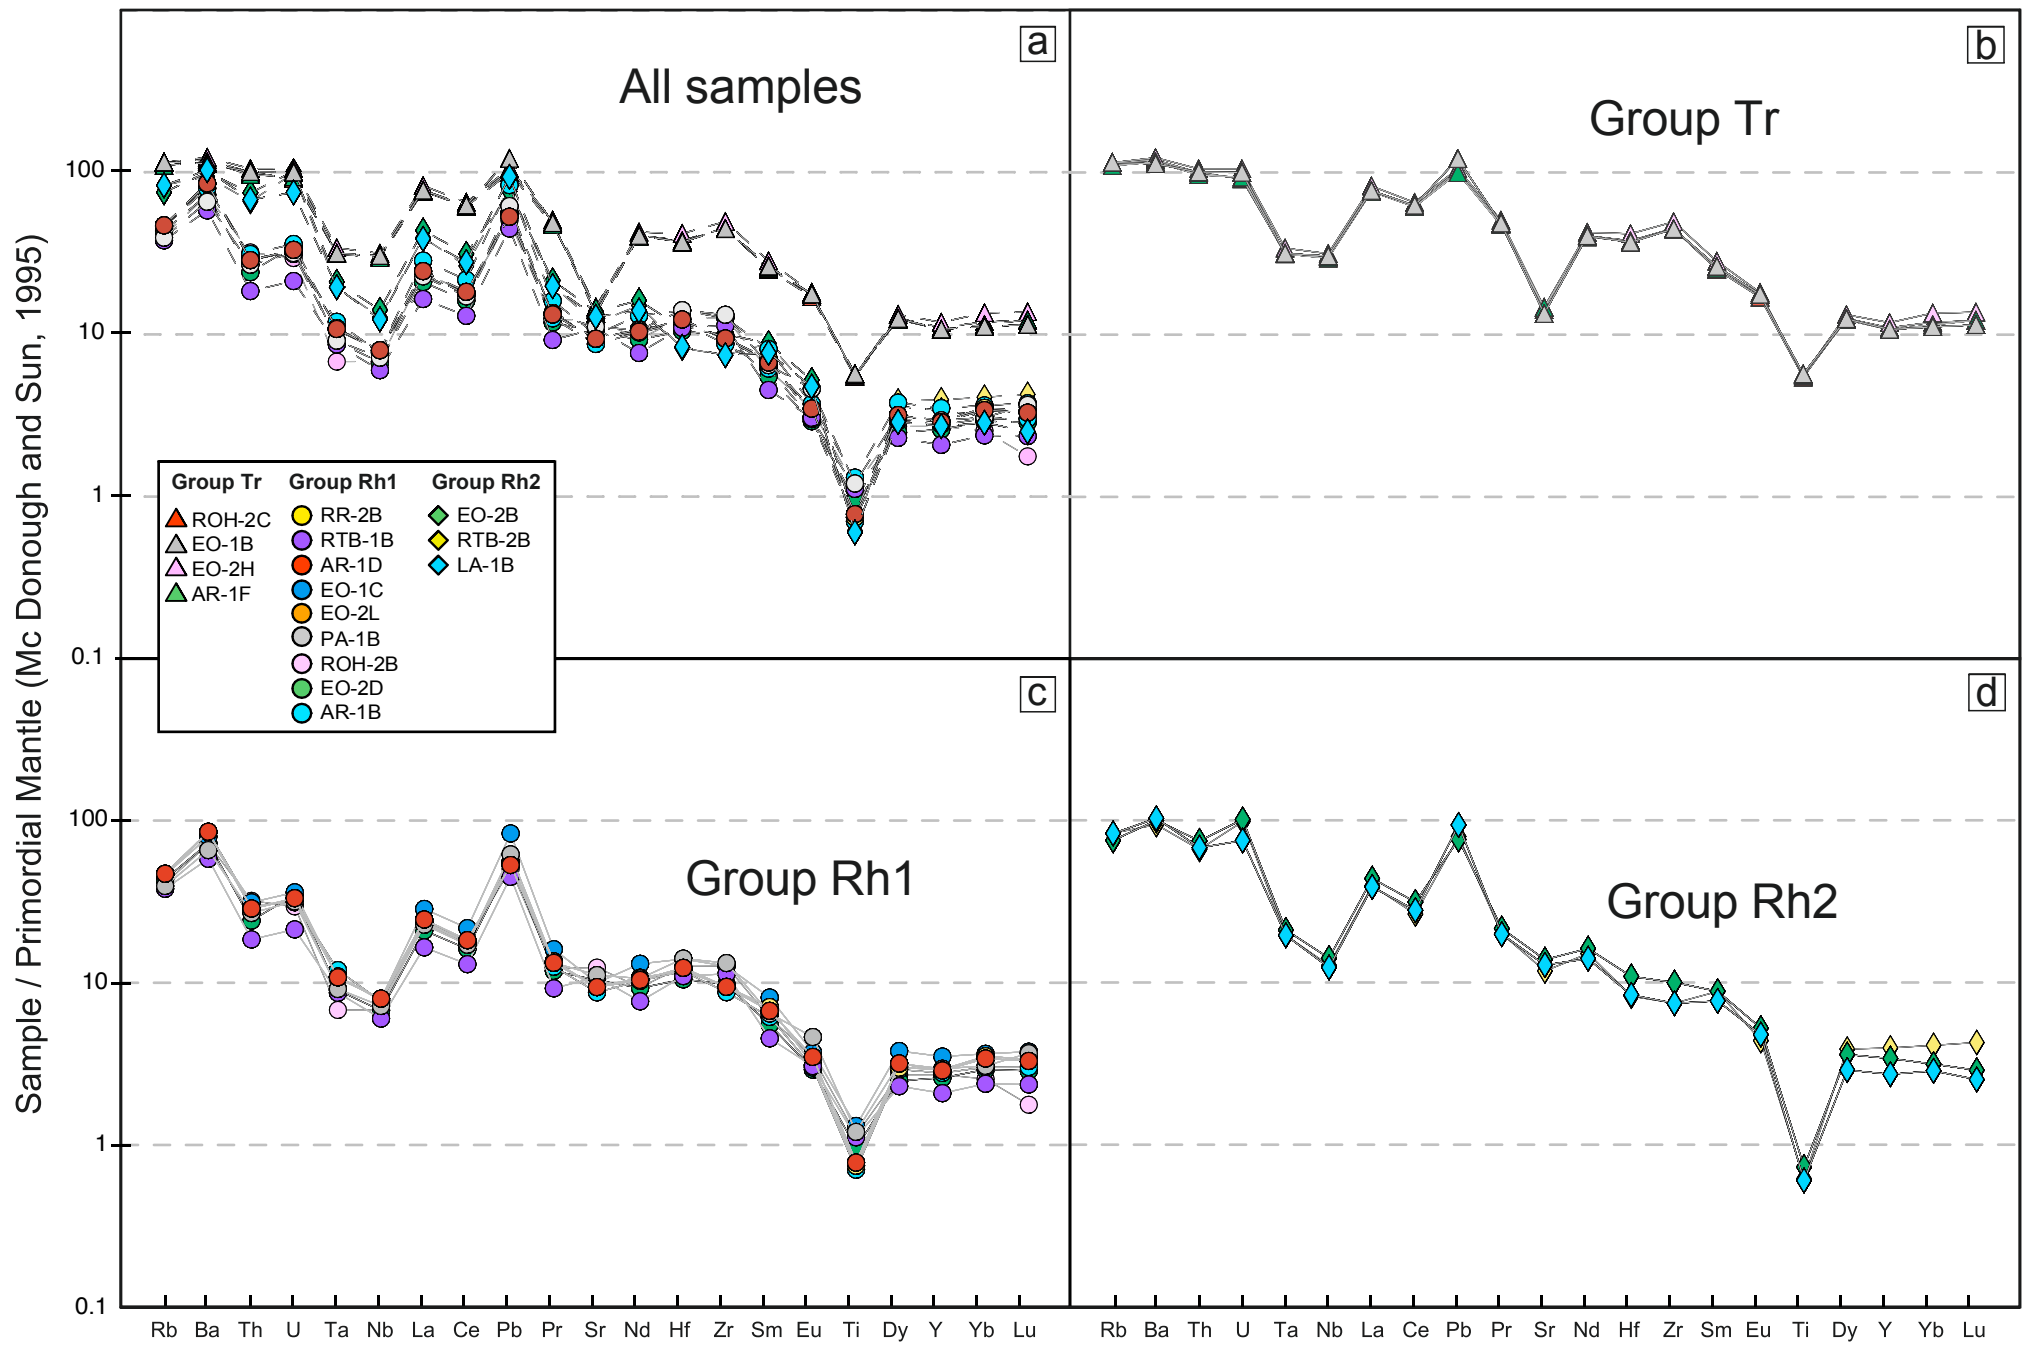 a
All samples
b
Group Tr
Sample / Primordial Mantle (Mc Donough and Sun, 1995)
100
10
1
0.1
Group Tr
ROH-2C
EO-1B
EO-2H
AR-1F
Group Rh1
RR-2B
RTB-1B
AR-1D
EO-1C
EO-2L
PA-1B
ROH-2B
EO-2D
AR-1B
Group Rh2
EO-2B
RTB-2B
LA-1B
c
Group Rh1
d
Group Rh2
100
10
1
0.1
Rb Ba Th U Ta Nb La Ce Pb Pr Sr Nd Hf Zr Sm Eu Ti Dy Y Yb Lu
Rb Ba Th U Ta Nb La Ce Pb Pr Sr Nd Hf Zr Sm Eu Ti Dy Y Yb Lu